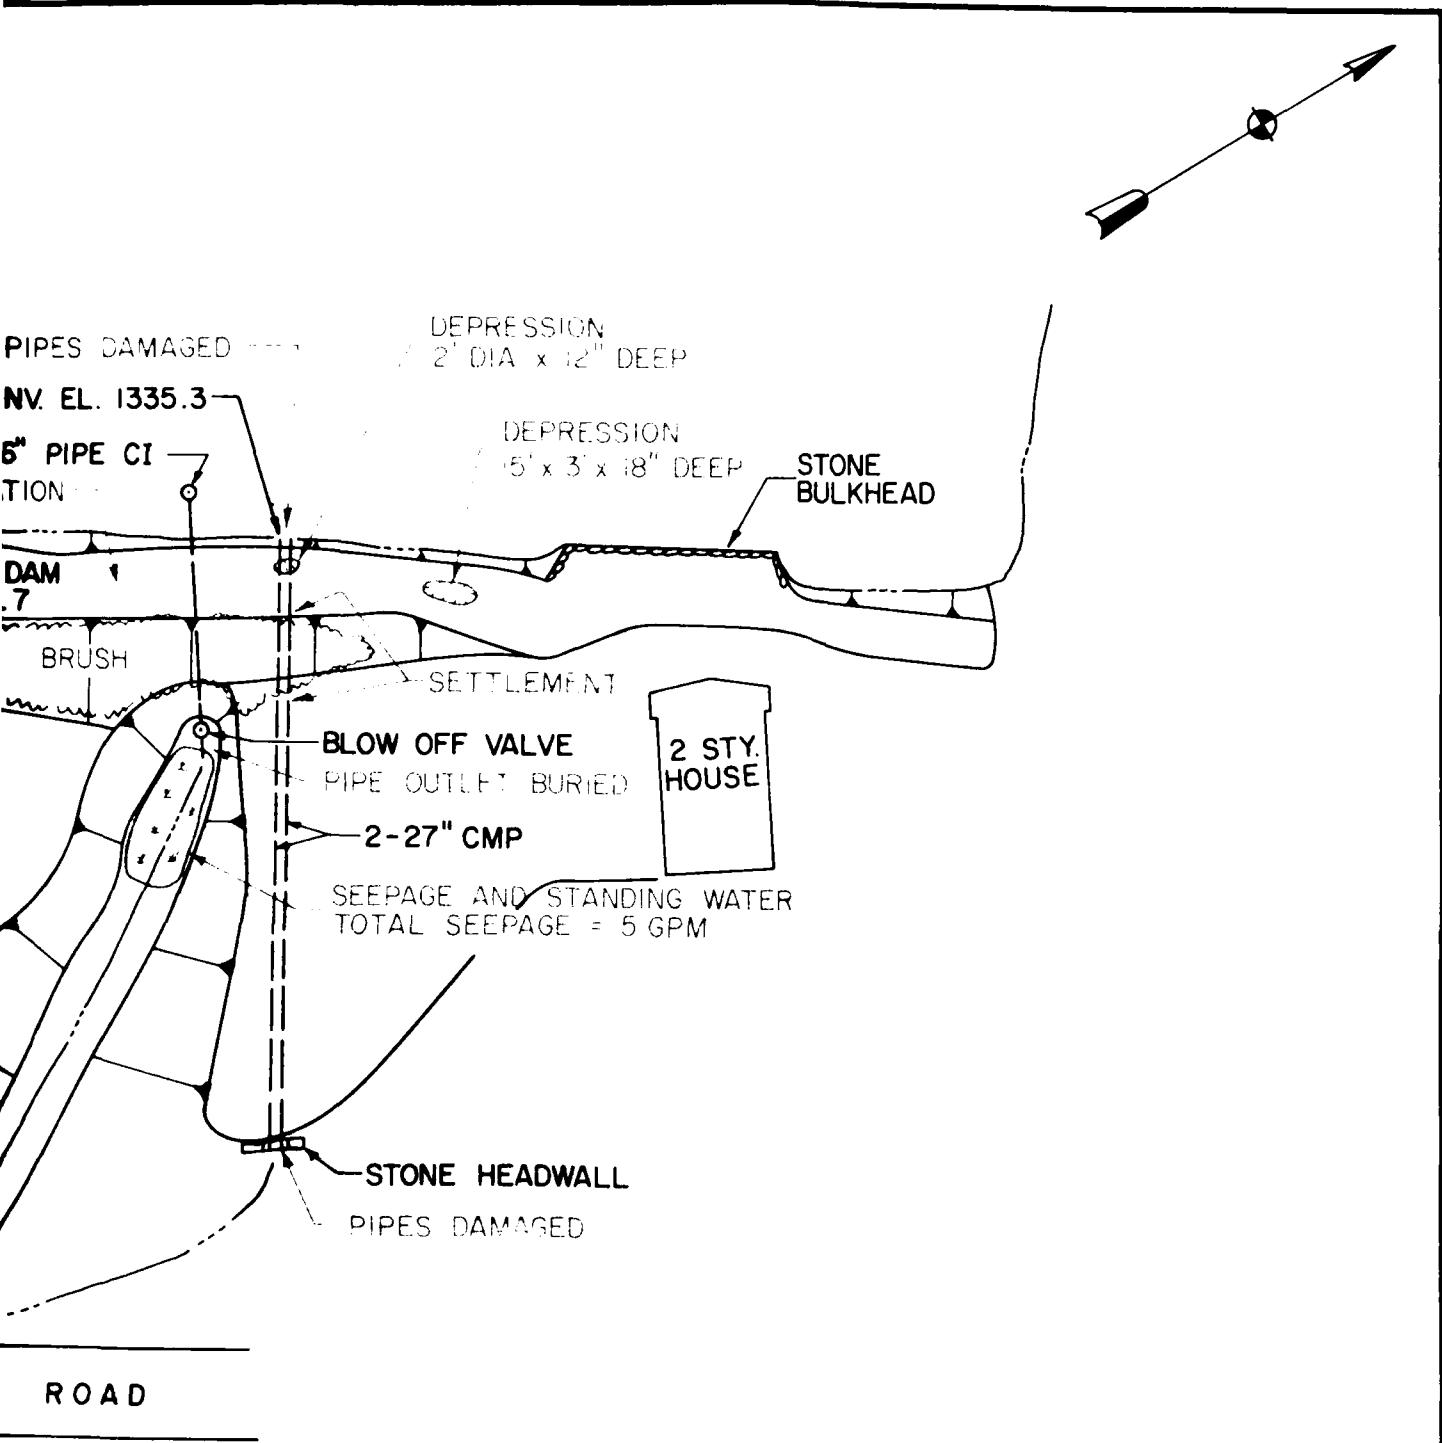 PIPES DAMAGED
DEPRESSION
2' DIA x 12" DEEP
NV. EL. 1335.3
6" PIPE CI
TION
DEPRESSION
5' x 3' x 18" DEEP
STONE
BULKHEAD
DAM
.7
BRUSH
SETTLEMENT
BLOW OFF VALVE
PIPE OUTLET BURIED
2 STY.
HOUSE
2-27" CMP
SEEPAGE AND STANDING WATER
TOTAL SEEPAGE = 5 GPM
STONE HEADWALL
PIPES DAMAGED
ROAD